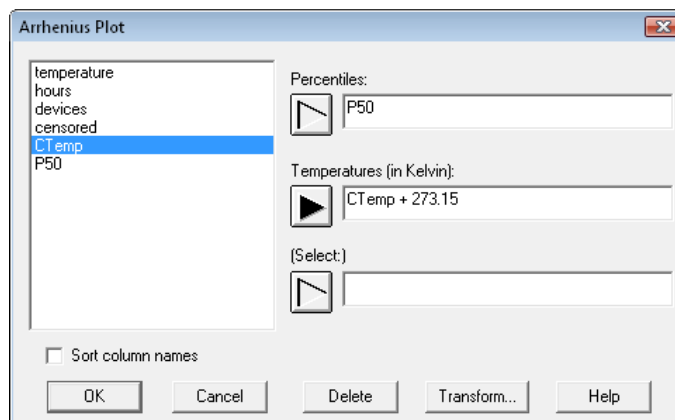 Arrhenius Plot
temperature
hours
devices
censored
CTemp
P50
Percentiles:
P50
Temperatures (in Kelvin):
CTemp + 273.15
(Select:)
Sort column names
OK
Cancel
Delete
Transform...
Help